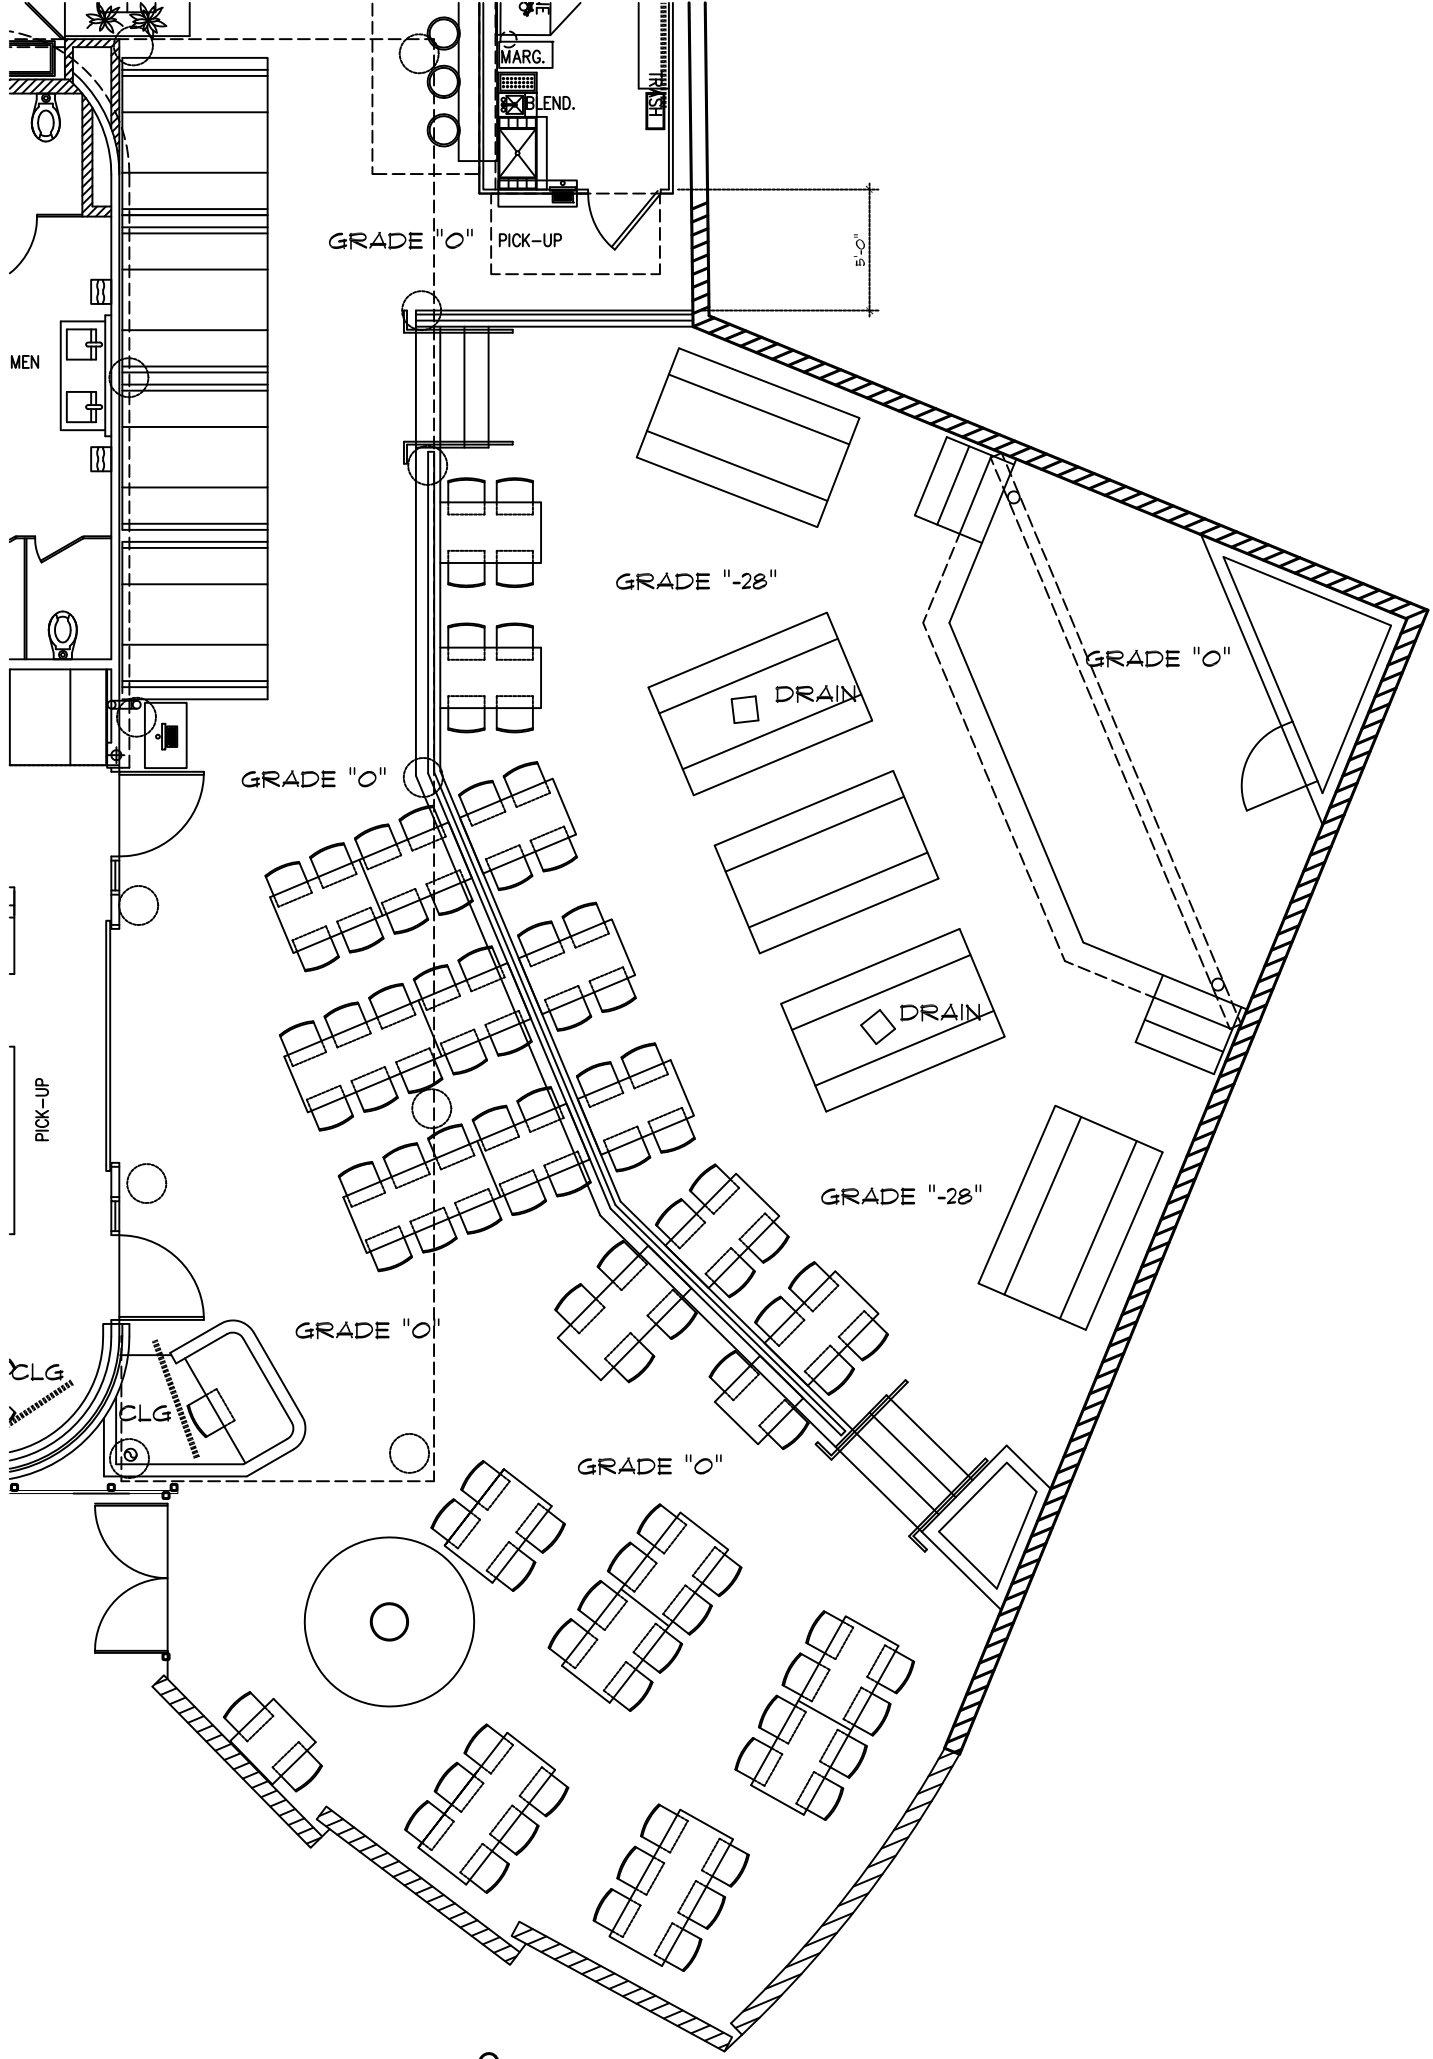 MARG.
BLEND.
TRASH
GRADE "0"
PICK-UP
5'-0"
MEN
GRADE "-28"
GRADE "0"
DRAIN
GRADE "0"
DRAIN
PICK-UP
GRADE "-28"
GRADE "0"
CLG
CLG
GRADE "0"